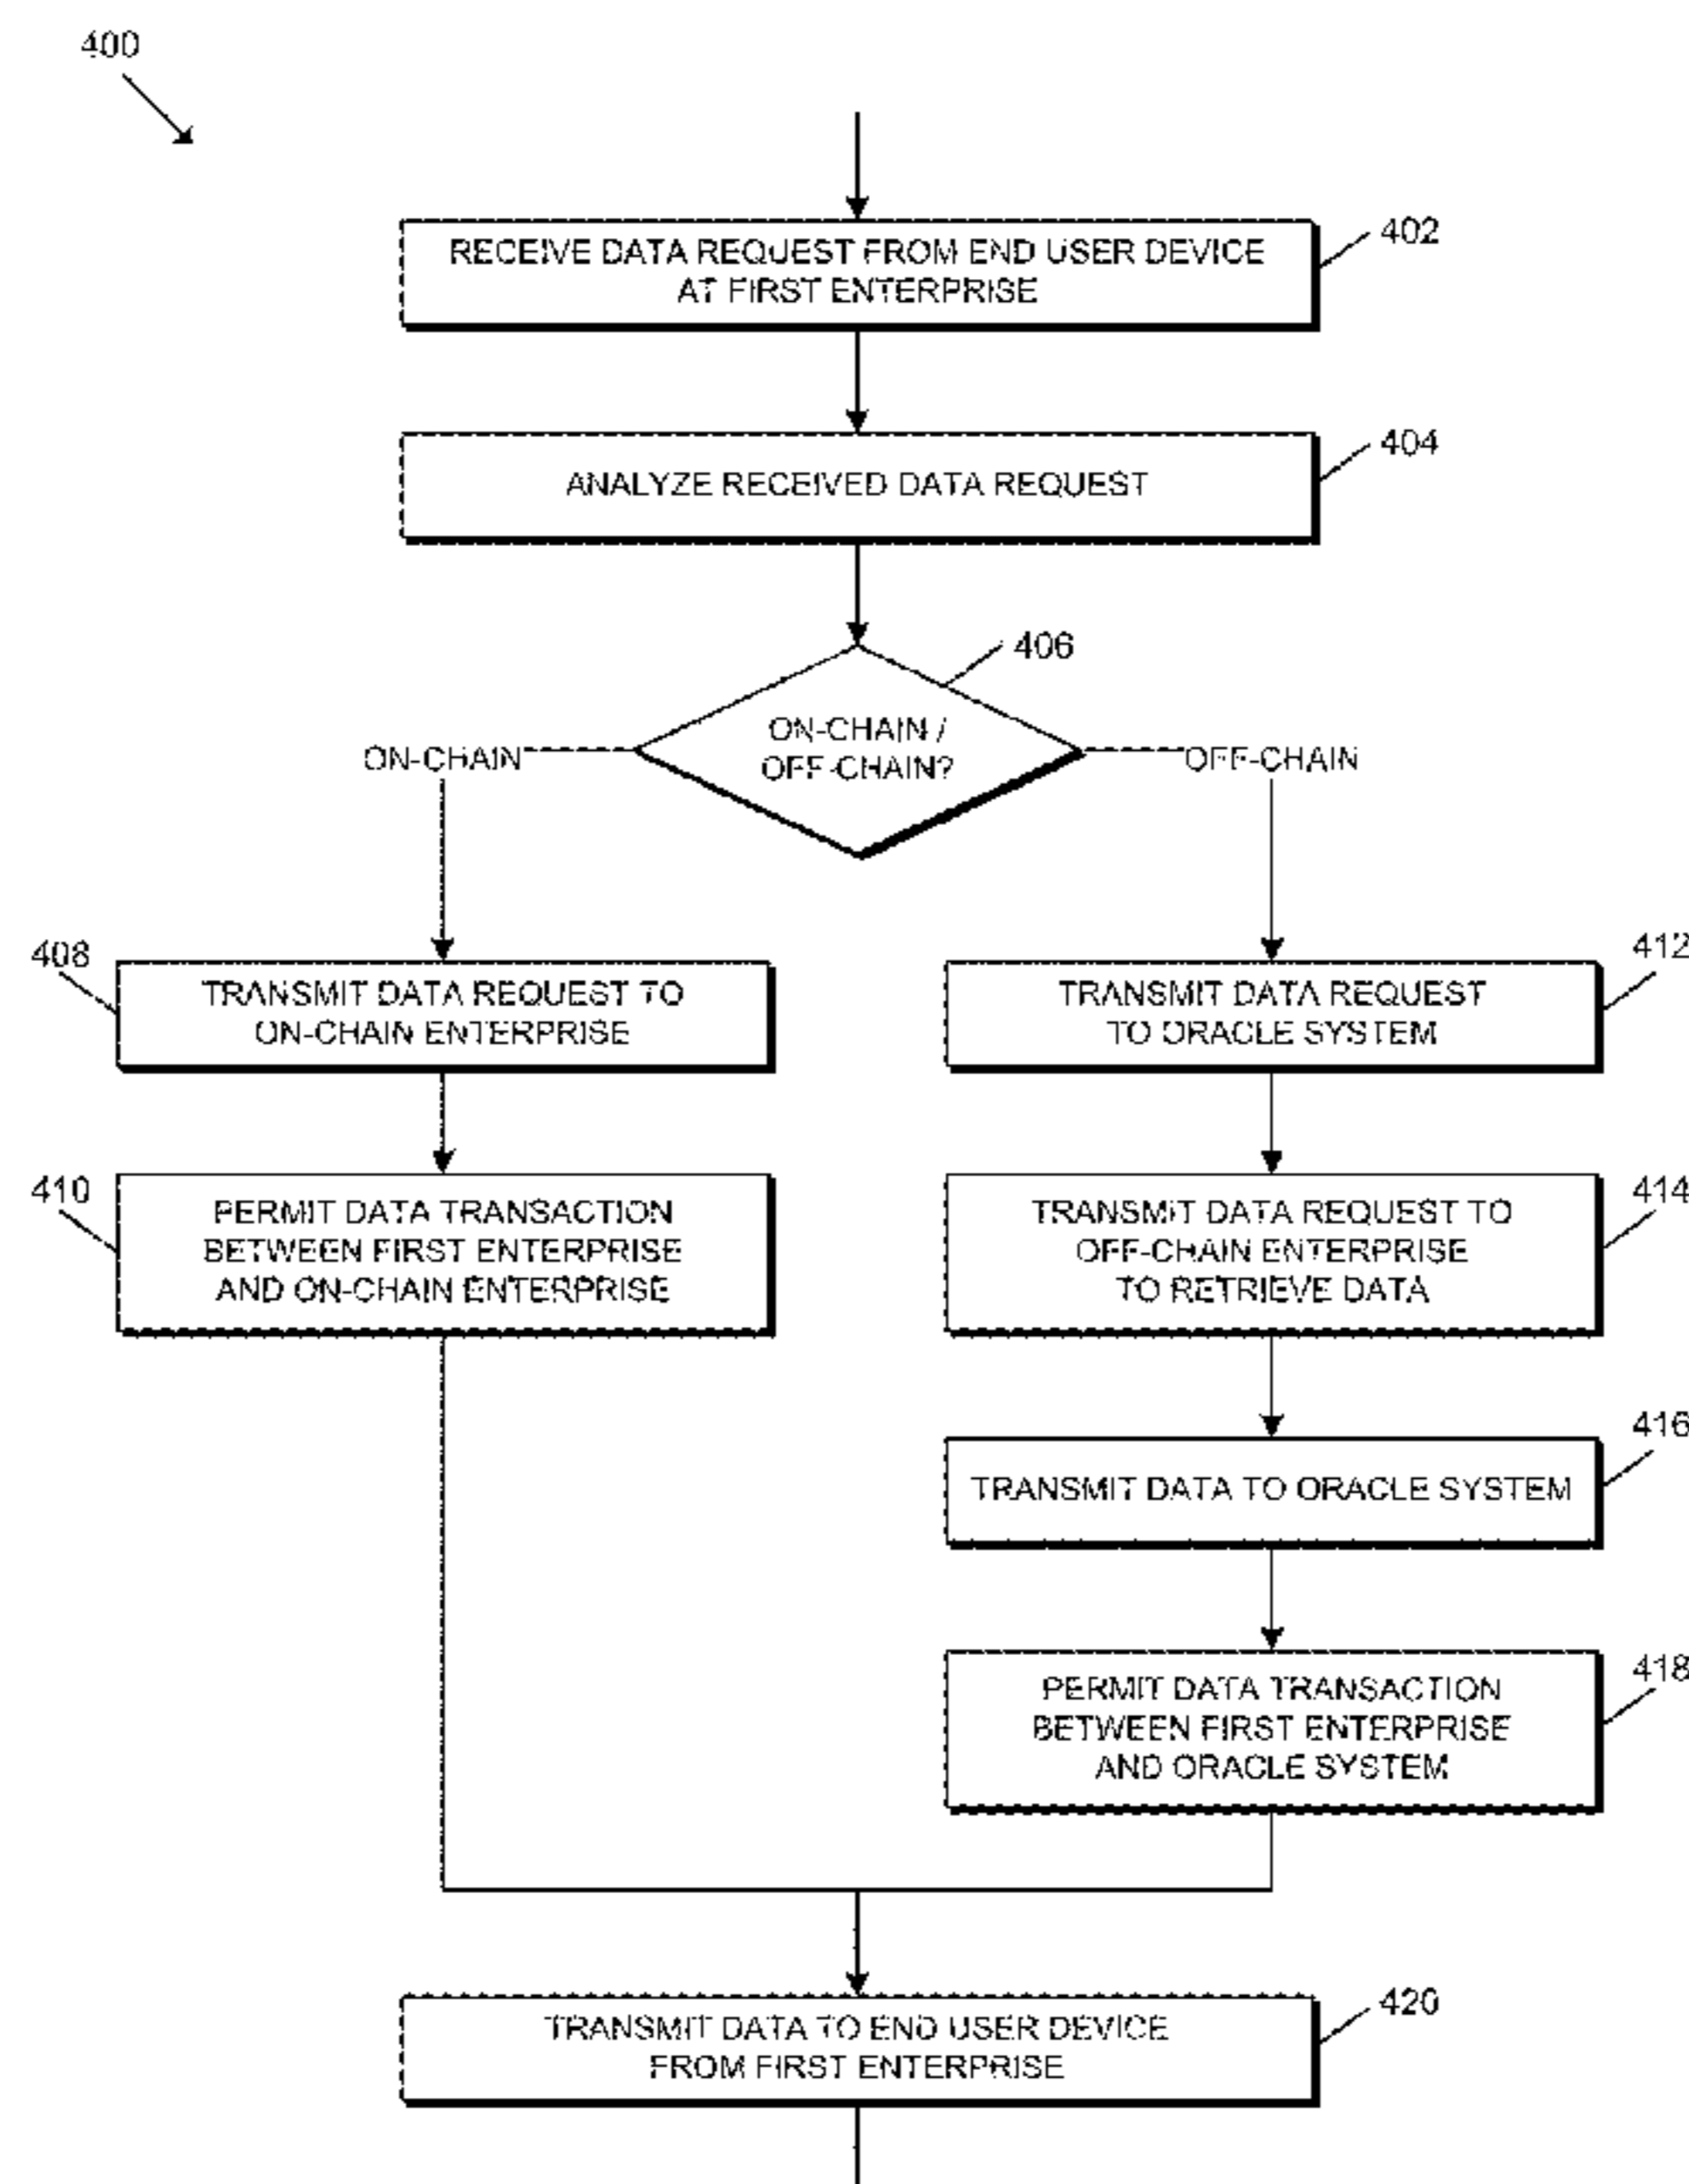 400
RECEIVE DATA REQUEST FROM END USER DEVICE
AT FIRST ENTERPRISE
402
ANALYZE RECEIVED DATA REQUEST
404
406
ON-CHAIN /
OFF-CHAIN?
ON-CHAIN
OFF-CHAIN
408
TRANSMIT DATA REQUEST TO
ON-CHAIN ENTERPRISE
412
TRANSMIT DATA REQUEST
TO ORACLE SYSTEM
410
PERMIT DATA TRANSACTION
BETWEEN FIRST ENTERPRISE
AND ON-CHAIN ENTERPRISE
414
TRANSMIT DATA REQUEST TO
OFF-CHAIN ENTERPRISE
TO RETRIEVE DATA
416
TRANSMIT DATA TO ORACLE SYSTEM
418
PERMIT DATA TRANSACTION
BETWEEN FIRST ENTERPRISE
AND ORACLE SYSTEM
420
TRANSMIT DATA TO END USER DEVICE
FROM FIRST ENTERPRISE